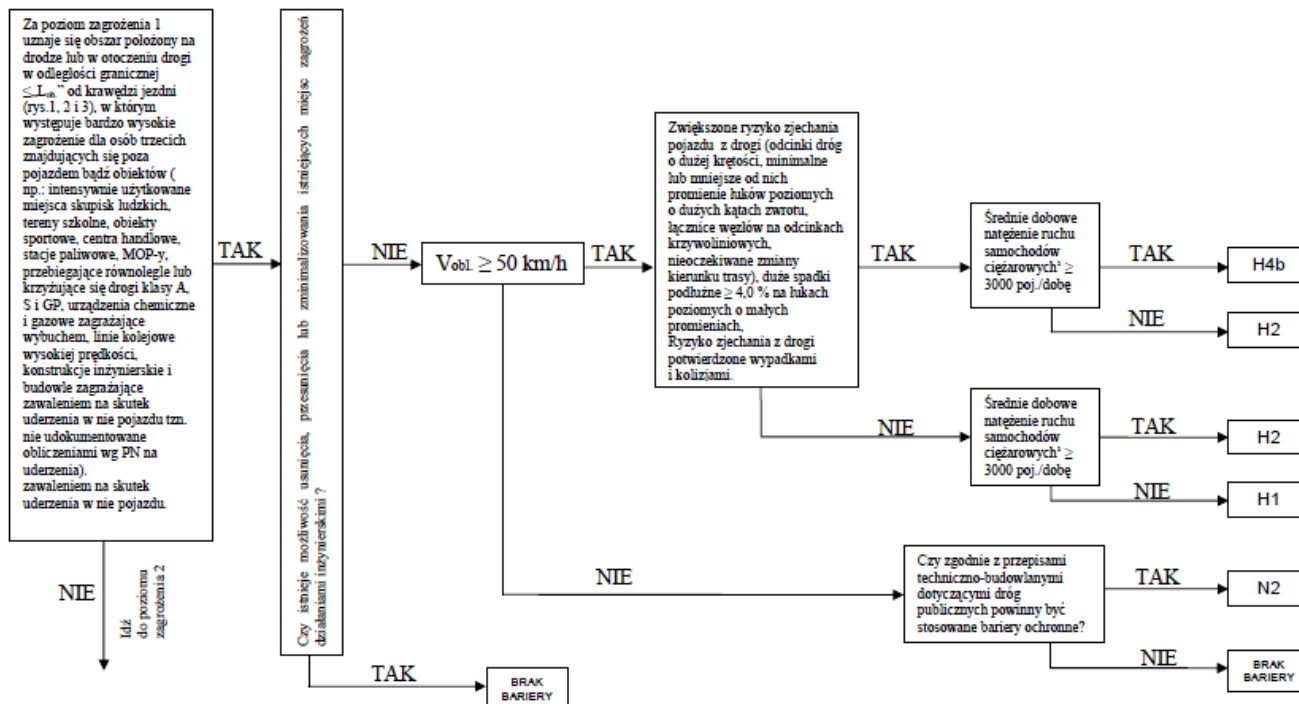 Za poziom zagrożenia 1
uznaje się obszar położony na
drodze lub w otoczeniu drogi
w odległości granicznej
od krawędzi jezdni
(rys.1, 2 i 3), w którym
występuje bardzo wysokie
zagrożenie dla osób trzecich
znajdujących się poza
pojazdem bądź obiektów (
np.: intensywnie użytkowane
miejsca skupisk ludzkich,
tereny szkolne, obiekty
sportowe, centra handlowe,
stacje paliwowe, MOP-y,
przebiegające równolegle lub
krzyżujące się drogi klasy A,
S i GP, urządzenia chemiczne
i gazowe zagrażające
wybuchem, linie kolejowe
wysokiej prędkości,
konstrukcje inżynierskie i
budowle zagrażające
zawaleniem na skutek
uderzenia w nie pojazdu tzn.
nie udokumentowane
obliczeniami wg PN na
uderzenia).
zawaleniem na skutek
uderzenia w nie pojazdu.
NIE
Idź
do poziomu
zagrożenia 2
TAK
Czy istnieje możliwość usunięcia, przesunięcia lub zminimalizowania istniejących miejsc zagrożeń
działaniami inżynierskimi ?
TAK
BRAK
BARIERY
NIE
Vobl. ≥ 50 km/h
TAK
Zwiększone ryzyko zjechania
pojazdu z drogi (odcinki dróg
o dużej krętości, minimalne
lub mniejsze od nich
promienie łuków poziomych
o dużych kątach zwrotu,
łącznice węzłów na odcinkach
krzywoliniowych,
nieoczekiwane zmiany
kierunku trasy), duże spadki
podłużne ≥ 4,0 % na łukach
poziomych o małych
promieniach,
Ryzyko zjechania z drogi
potwierdzone wypadkami
i kolizjami.
TAK
Średnie dobowe
natężenie ruchu
samochodów
ciężarowych² ≥
3000 poj./dobę
TAK
H4b
NIE
H2
NIE
Średnie dobowe
natężenie ruchu
samochodów
ciężarowych² ≥
3000 poj./dobę
TAK
H2
NIE
H1
NIE
Czy zgodnie z przepisami
techniczno-budowlanymi
dotyczącymi dróg
publicznych powinny być
stosowane bariery ochronne?
TAK
N2
NIE
BRAK
BARIERY